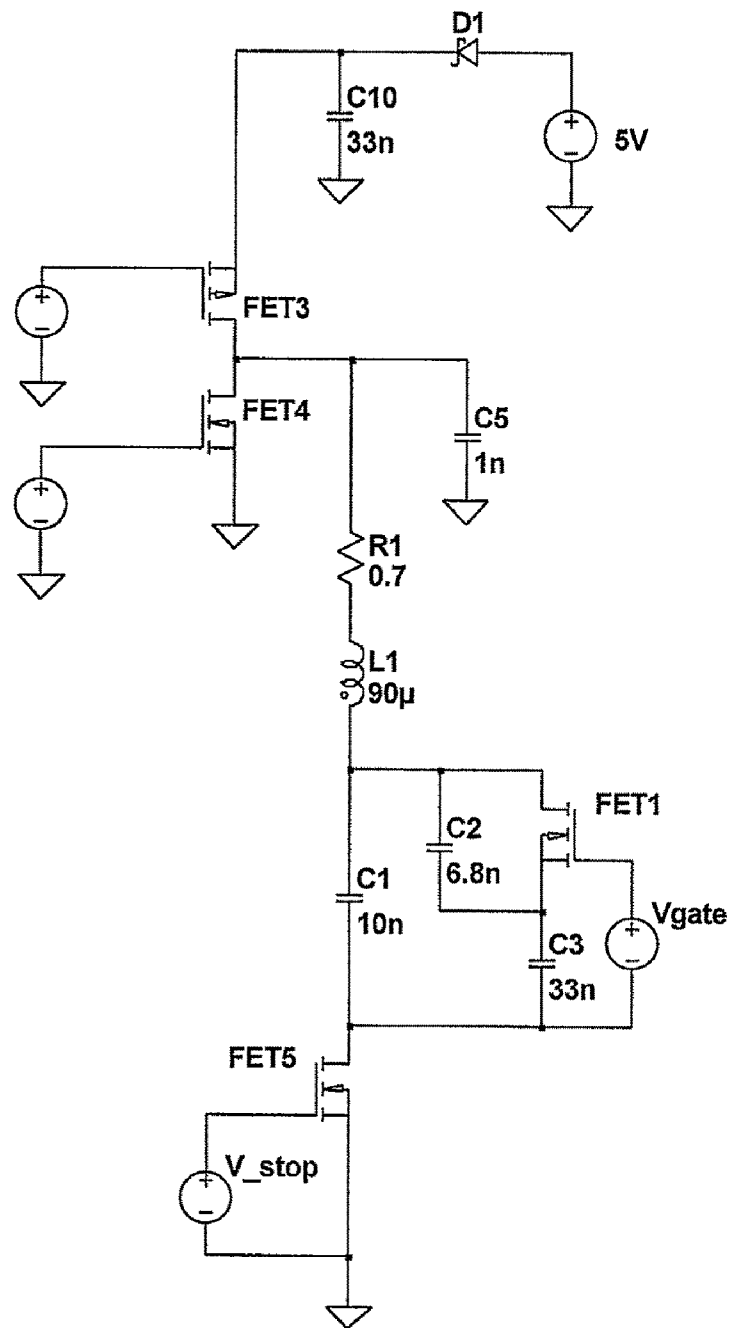 D1
C10
33n
+
-
5V
+
-
FET3
FET4
+
-
C5
1n
R1
0.7
L1
90µ
FET1
C2
6.8n
C1
10n
Vgate
+
-
C3
33n
FET5
V_stop
+
-